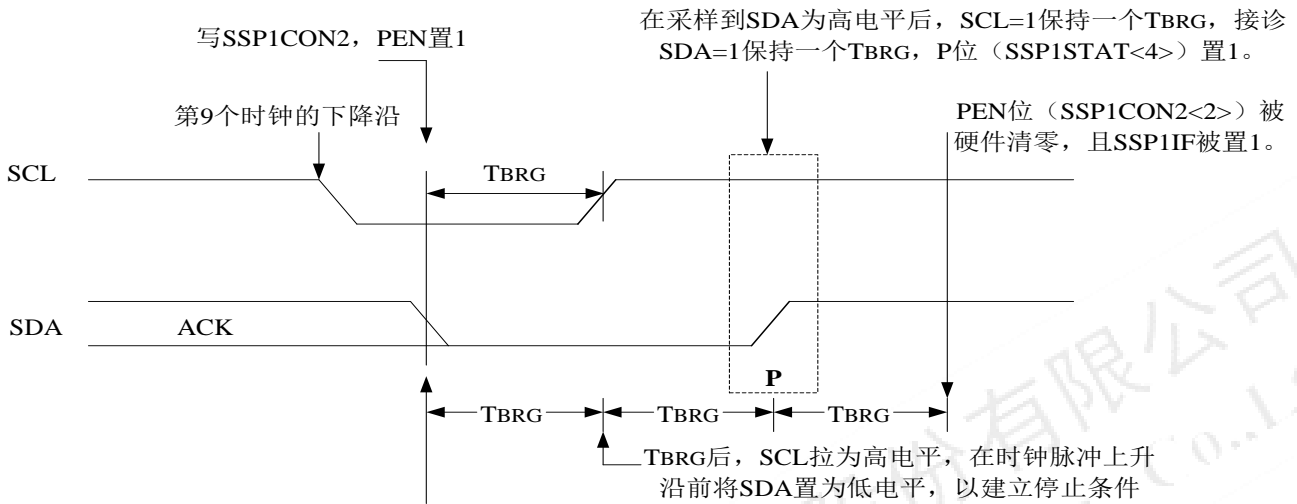 在采样到SDA为高电平后，SCL=1保持一个TBRG，接诊
SDA=1保持一个TBRG，P位（SSP1STAT<4>）置1。
写SSP1CON2，PEN置1
PEN位（SSP1CON2<2>）被
硬件清零，且SSP1IF被置1。
第9个时钟的下降沿
SCL
TBRG
SDA
ACK
P
TBRG
TBRG
TBRG
TBRG后，SCL拉为高电平，在时钟脉冲上升
沿前将SDA置为低电平，以建立停止条件
份有限公司